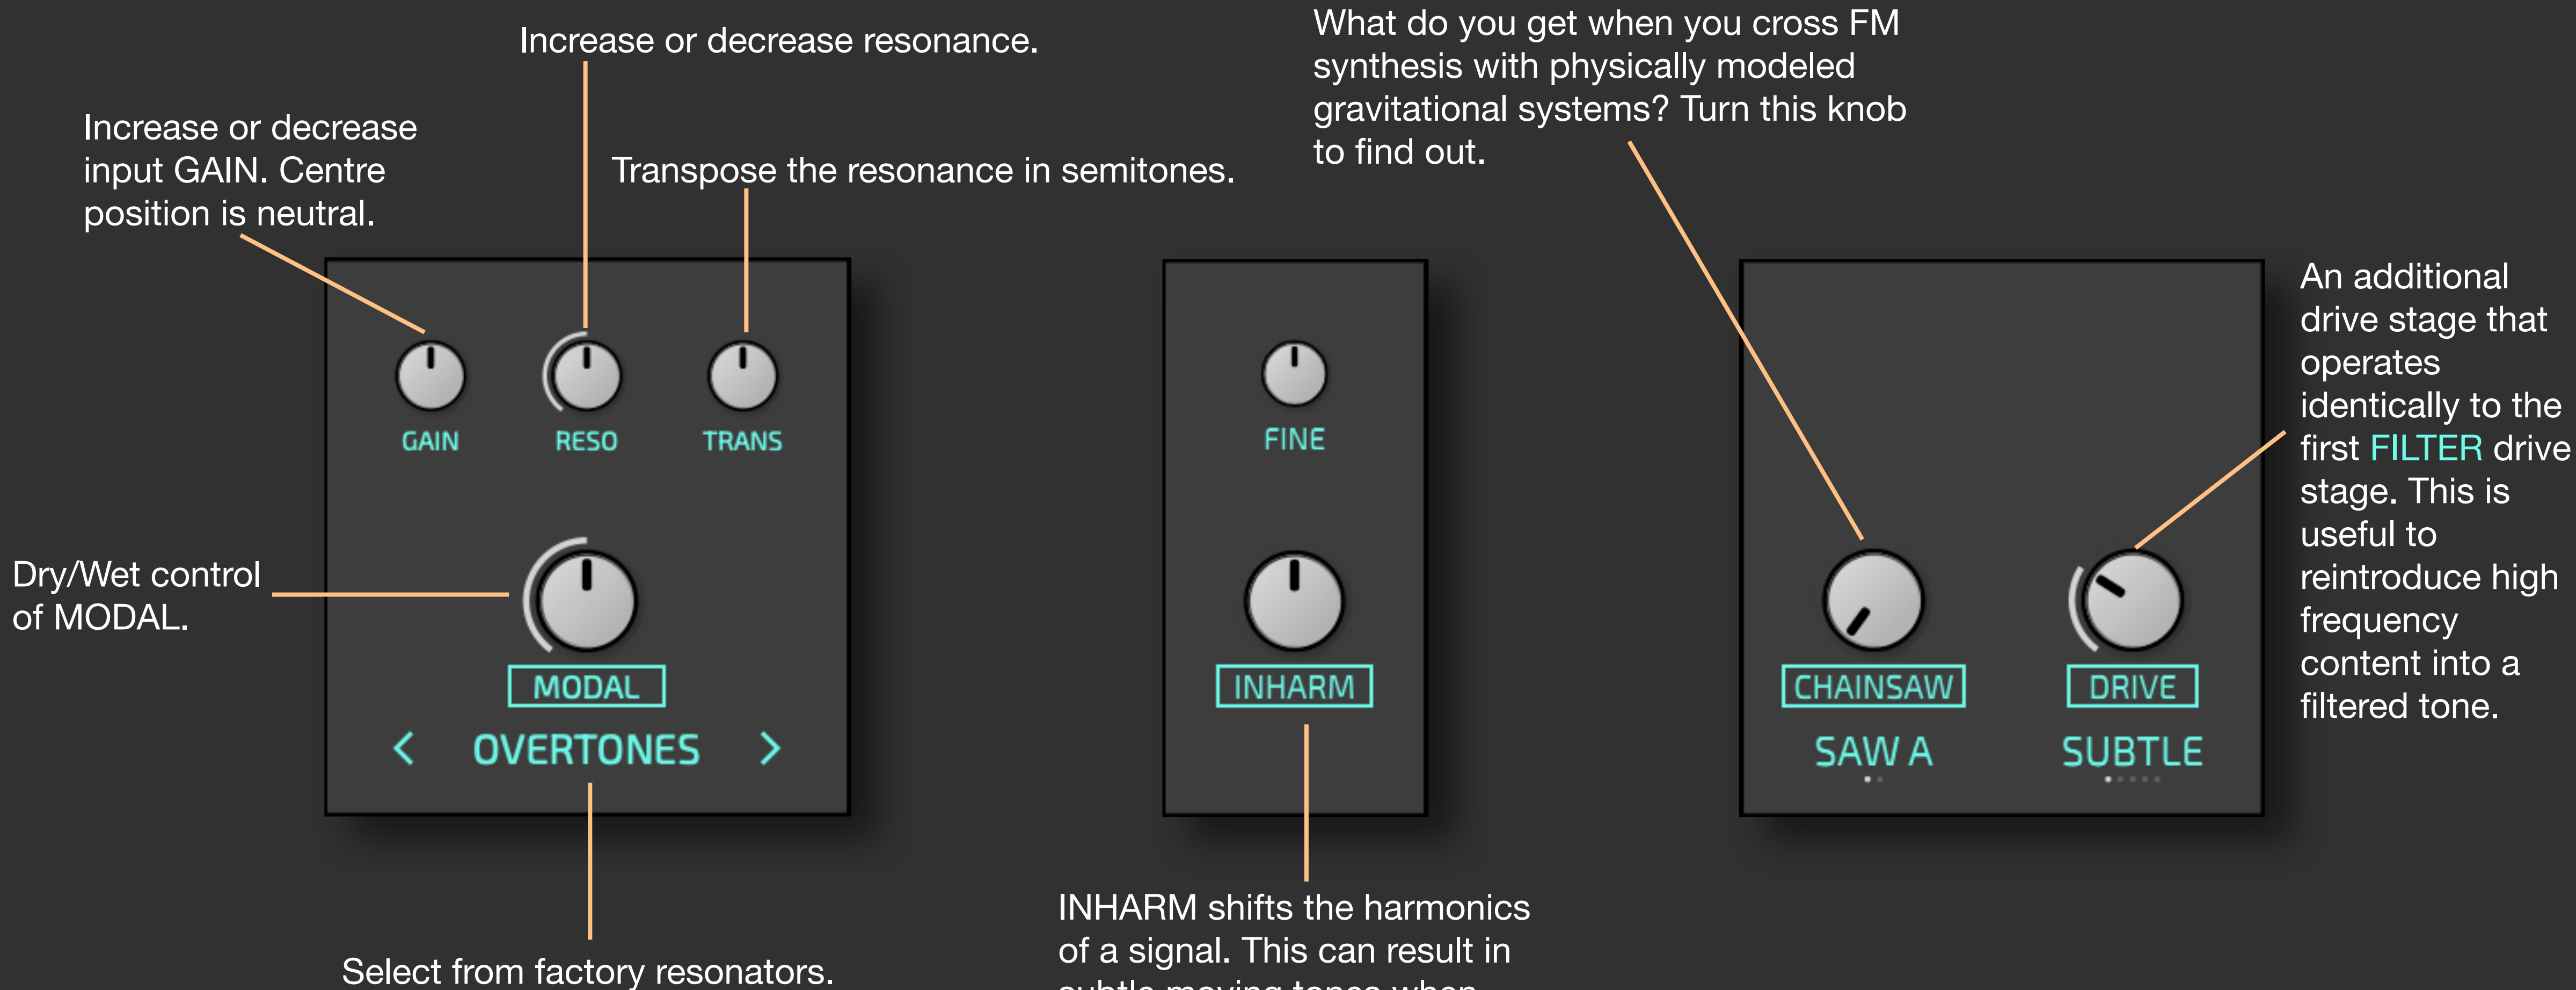 Increase or decrease resonance.
What do you get when you cross FM
synthesis with physically modeled
gravitational systems? Turn this knob
to find out.
Increase or decrease
input GAIN. Centre
position is neutral.
Transpose the resonance in semitones.
GAIN
RESO
TRANS
Dry/Wet control
of MODAL.
MODAL
< OVERTONES >
Select from factory resonators.
FINE
INHARM
INHARM shifts the harmonics
of a signal. This can result in
subtle moving tones when
CHAINSAW
SAW A
DRIVE
SUBTLE
An additional
drive stage that
operates
identically to the
first FILTER drive
stage. This is
useful to
reintroduce high
frequency
content into a
filtered tone.